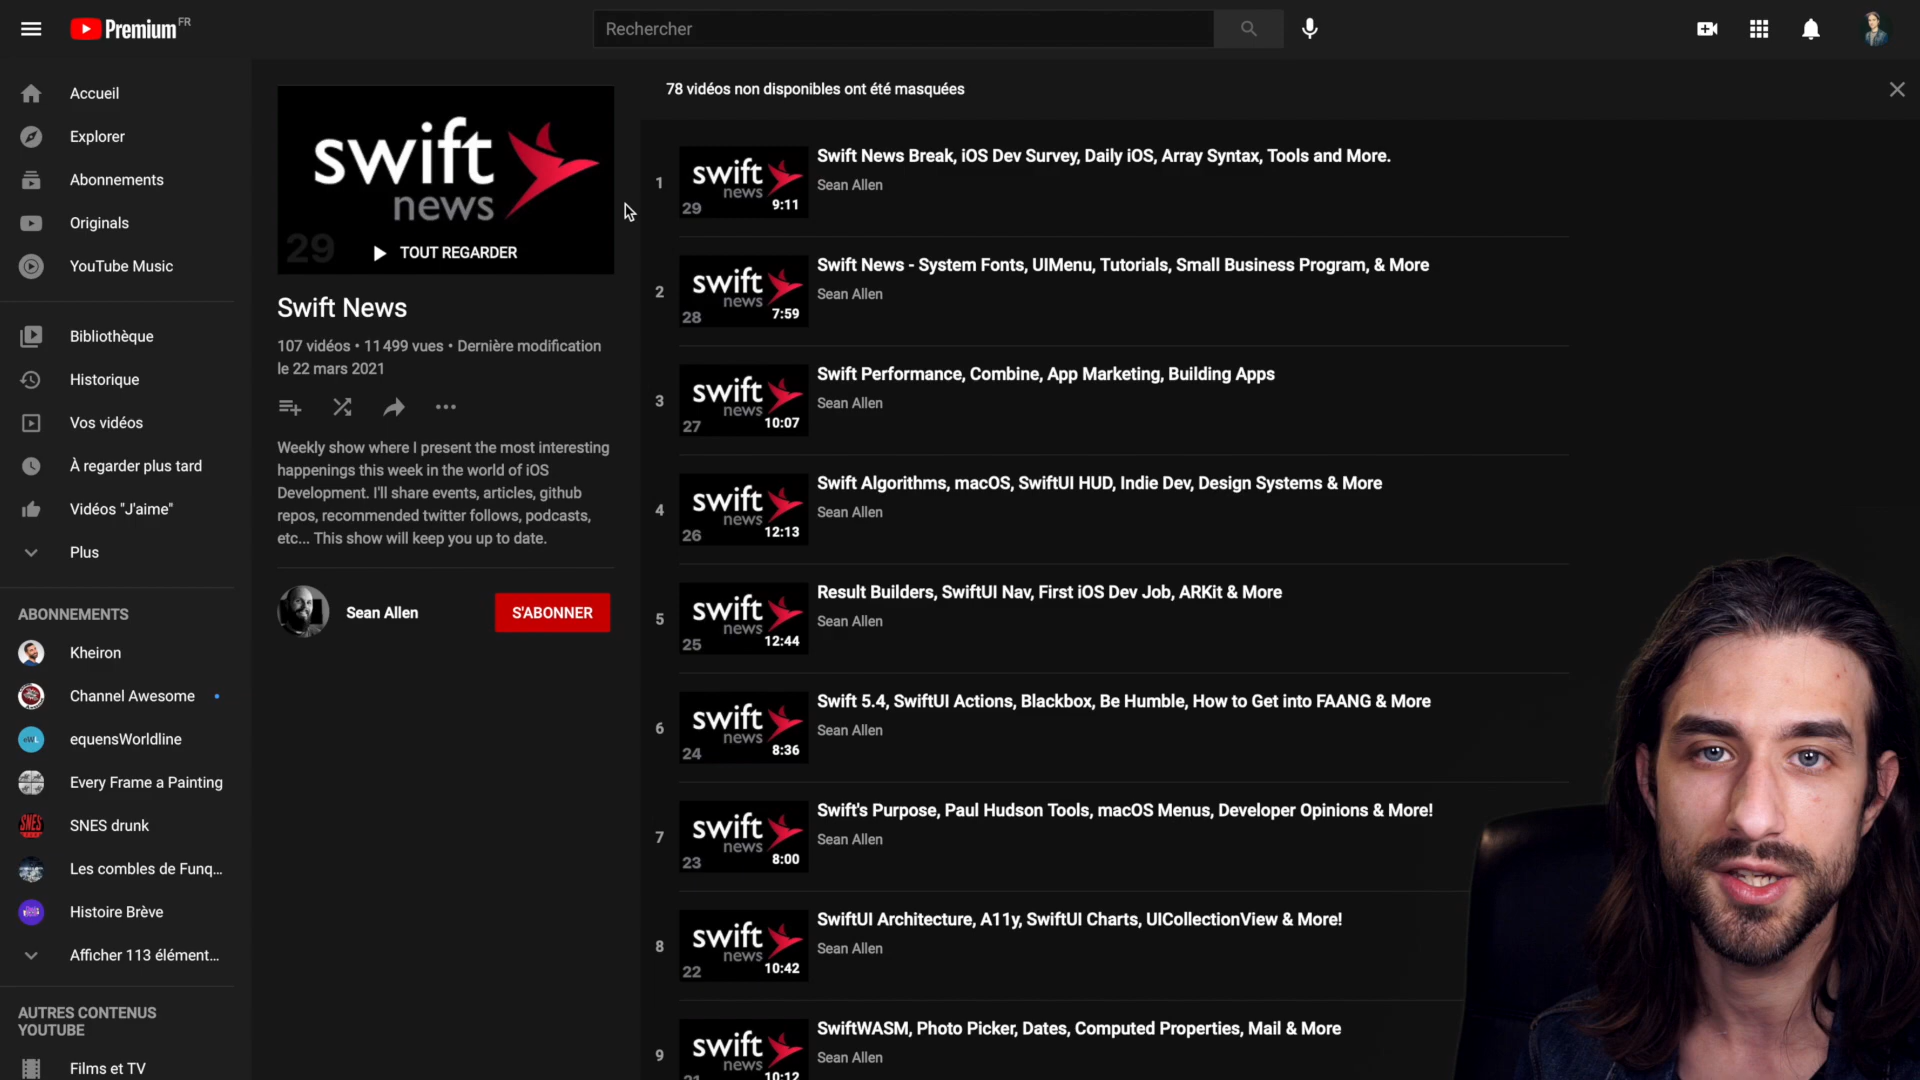 Premium FR
Rechercher
Accueil
Explorer
Abonnements
Originals
YouTube Music
Bibliothèque
Historique
Vos vidéos
À regarder plus tard
Vidéos "J'aime"
Plus
ABONNEMENTS
Kheiron
Channel Awesome
equensWorldline
Every Frame a Painting
SNES drunk
Les combles de Funq...
Histoire Brève
Afficher 113 élément...
AUTRES CONTENUS
YOUTUBE
Films et TV
swift
news
29
TOUT REGARDER
Swift News
107 vidéos • 11 499 vues • Dernière modification
le 22 mars 2021
Weekly show where I present the most interesting
happenings this week in the world of iOS
Development. I'll share events, articles, github
repos, recommended twitter follows, podcasts,
etc... This show will keep you up to date.
Sean Allen
S'ABONNER
78 vidéos non disponibles ont été masquées
1
swift
news
29
9:11
Swift News Break, iOS Dev Survey, Daily iOS, Array Syntax, Tools and More.
Sean Allen
2
swift
news
28
7:59
Swift News - System Fonts, UIMenu, Tutorials, Small Business Program, & More
Sean Allen
3
swift
news
27
10:07
Swift Performance, Combine, App Marketing, Building Apps
Sean Allen
4
swift
news
26
12:13
Swift Algorithms, macOS, SwiftUI HUD, Indie Dev, Design Systems & More
Sean Allen
5
swift
news
25
12:44
Result Builders, SwiftUI Nav, First iOS Dev Job, ARKit & More
Sean Allen
6
swift
news
24
8:36
Swift 5.4, SwiftUI Actions, Blackbox, Be Humble, How to Get into FAANG & More
Sean Allen
7
swift
news
23
8:00
Swift's Purpose, Paul Hudson Tools, macOS Menus, Developer Opinions & More!
Sean Allen
8
swift
news
22
10:42
SwiftUI Architecture, A11y, SwiftUI Charts, UICollectionView & More!
Sean Allen
9
swift
news
21
10:12
SwiftWASM, Photo Picker, Dates, Computed Properties, Mail & More
Sean Allen